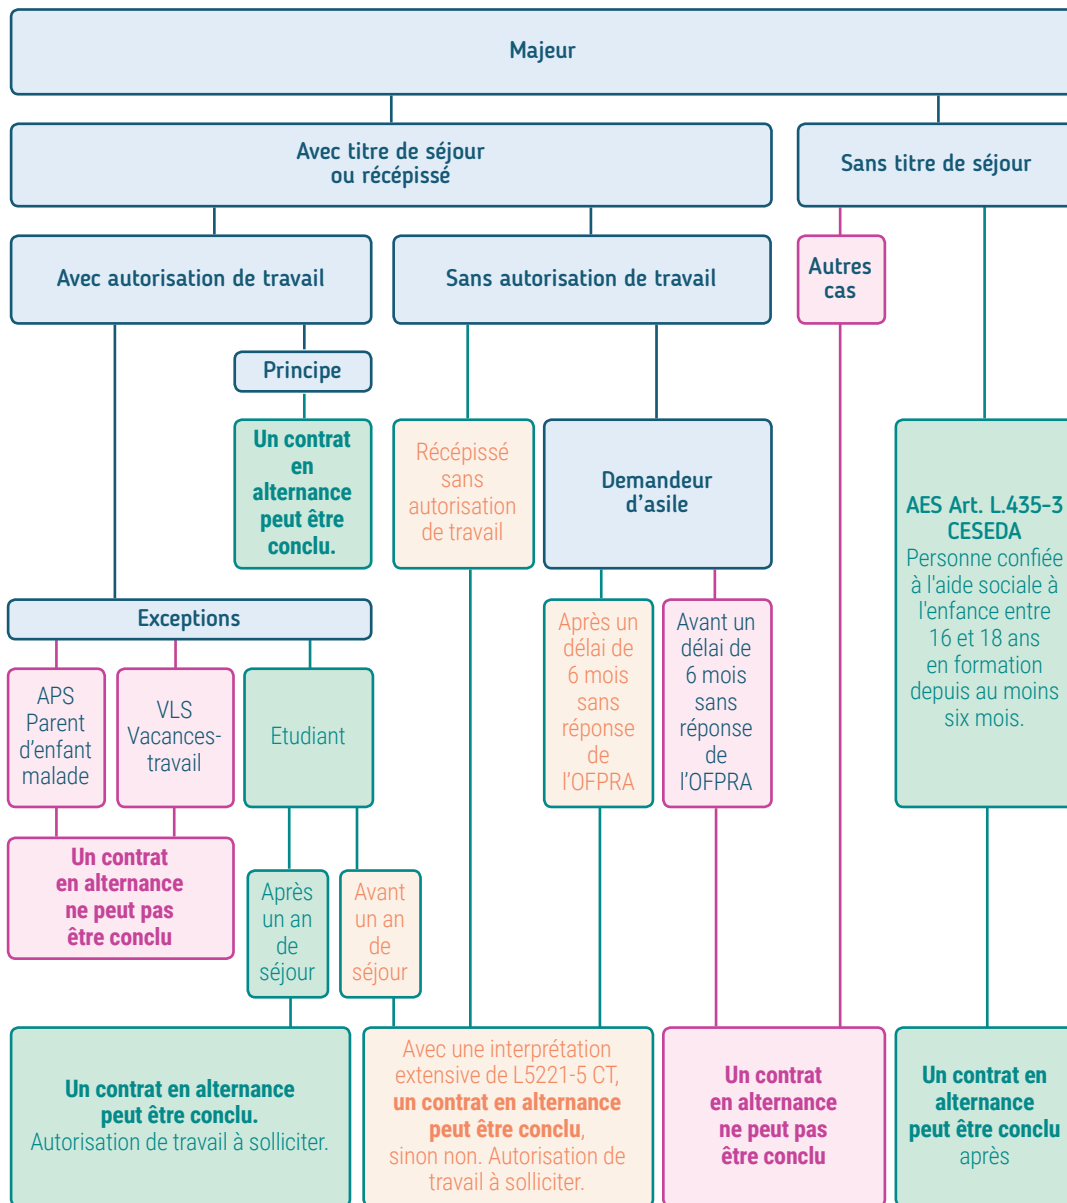 Majeur
Avec titre de séjour
ou récépissé
Sans titre de séjour
Avec autorisation de travail
Sans autorisation de travail
Autres
cas
Principe
Un contrat
en
alternance
peut être
conclu.
Récépissé
sans
autorisation
de travail
Demandeur
d'asile
AES Art. L.435-3
CESEDA
Personne confiée
à l'aide sociale à
l'enfance entre
16 et 18 ans
en formation
depuis au moins
six mois.
Exceptions
Après un
délai de
6 mois
sans
réponse
de
l'OFPRA
Avant un
délai de
6 mois
sans
réponse
de
l'OFPRA
APS
Parent
d'enfant
malade
VLS
Vacances-
travail
Etudiant
Un contrat
en alternance
ne peut pas
être conclu
Après
un an
de
séjour
Avant
un an
de
séjour
Un contrat en alternance
peut être conclu.
Autorisation de travail à solliciter.
Avec une interprétation
extensive de L5221-5 CT,
un contrat en alternance
peut être conclu,
sinon non. Autorisation de
travail à solliciter.
Un contrat
en alternance
ne peut pas
être conclu
Un contrat en
alternance
peut être conclu
après